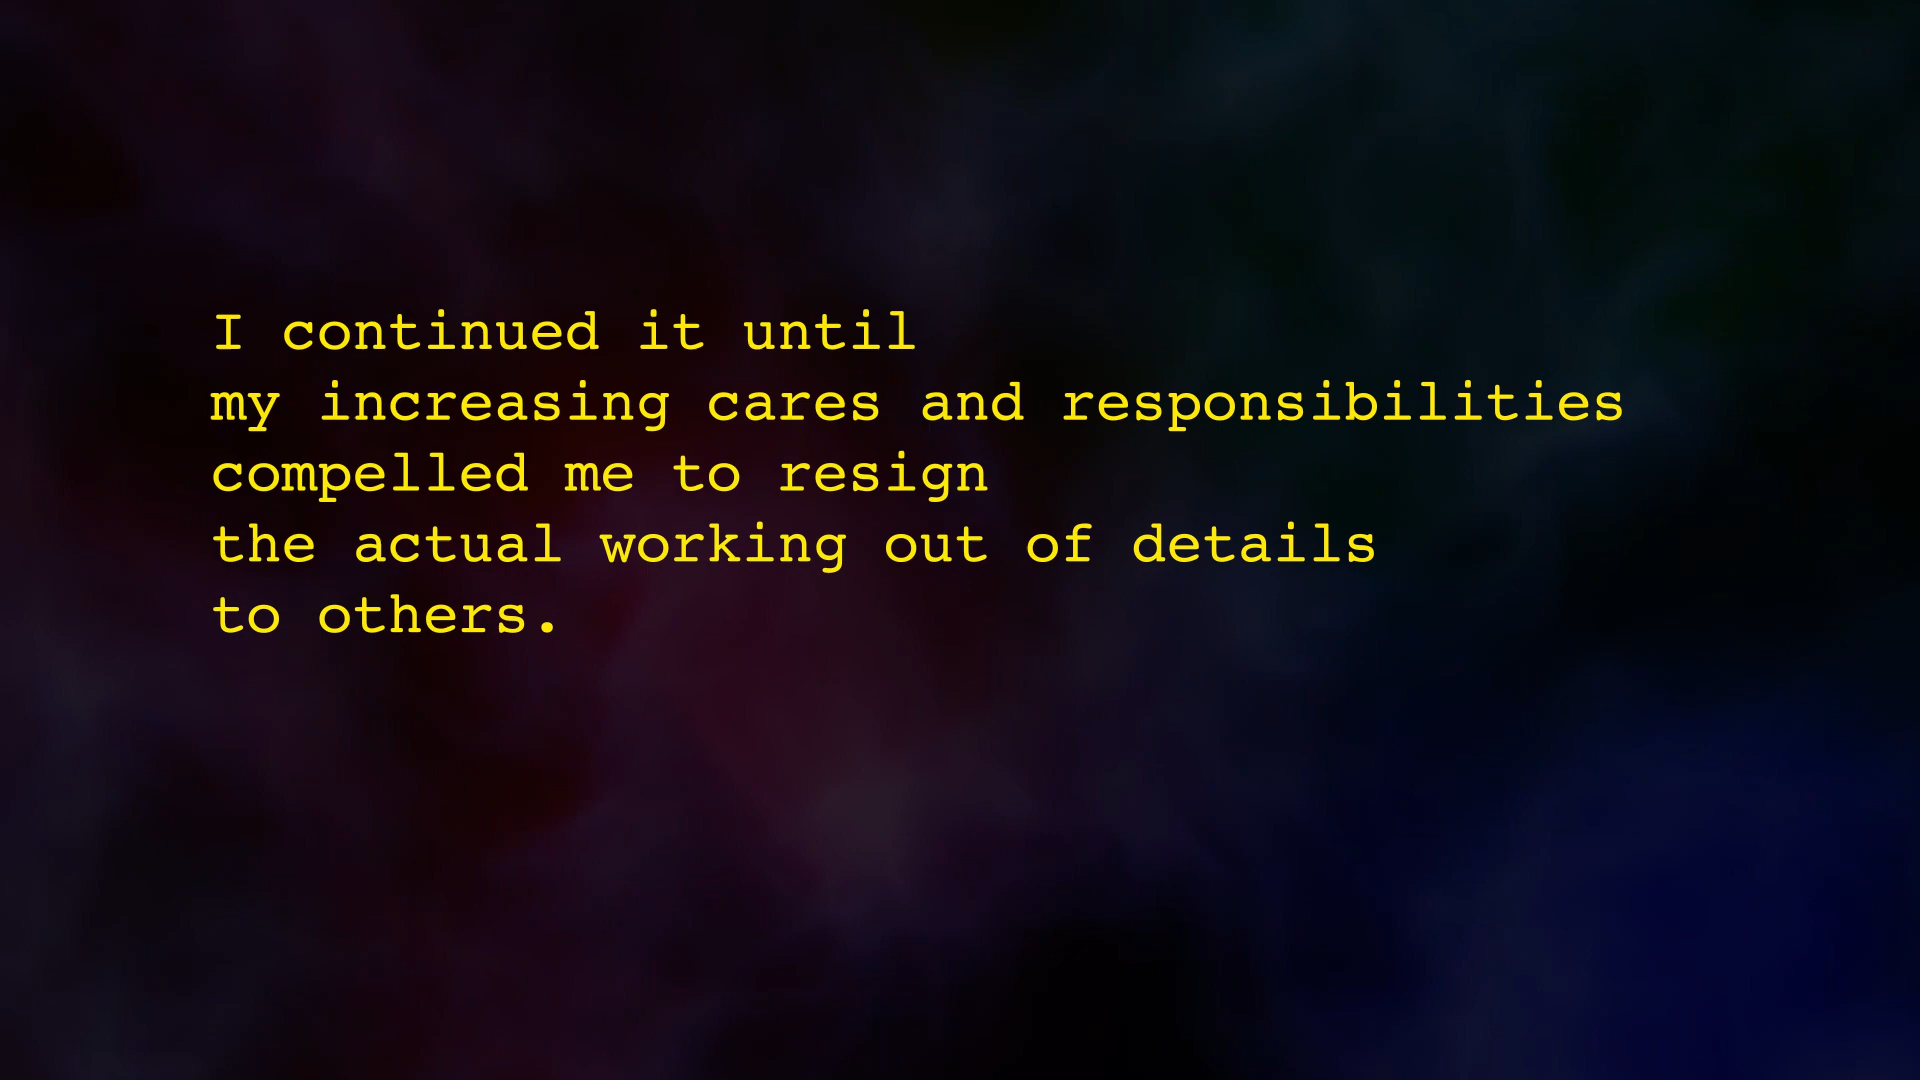 I continued it until
my increasing cares and responsibilities
compelled me to resign
the actual working out of details
to others.